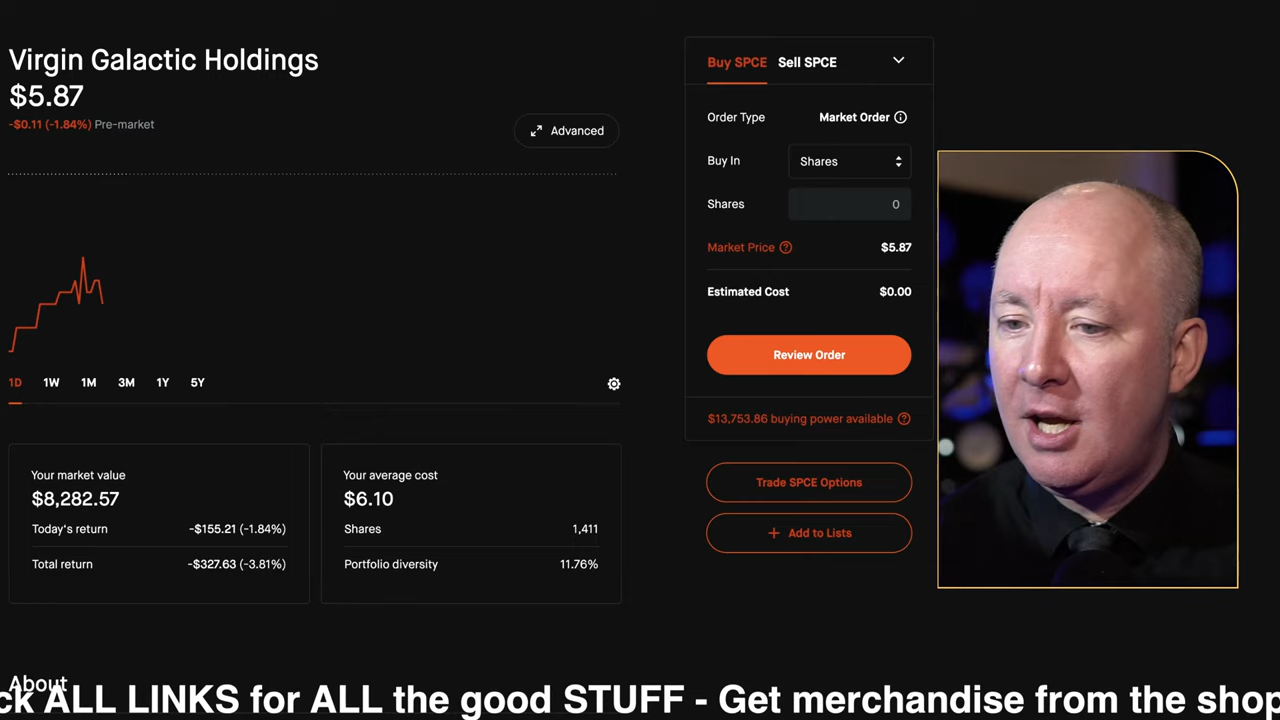 Virgin Galactic Holdings
$5.87
-$0.11 (-1.84%) Pre-market
Advanced
1D 1W 1M 3M 1Y 5Y
Your market value
$8,282.57
Today's return -$155.21 (-1.84%)
Total return -$327.63 (-3.81%)
Your average cost
$6.10
Shares 1,411
Portfolio diversity 11.76%
Buy SPCE Sell SPCE
Order Type Market Order
Buy In Shares
Shares 0
Market Price $5.87
Estimated Cost $0.00
Review Order
$13,753.86 buying power available
Trade SPCE Options
+ Add to Lists
About
ck ALL LINKS for ALL the good STUFF - Get merchandise from the shop